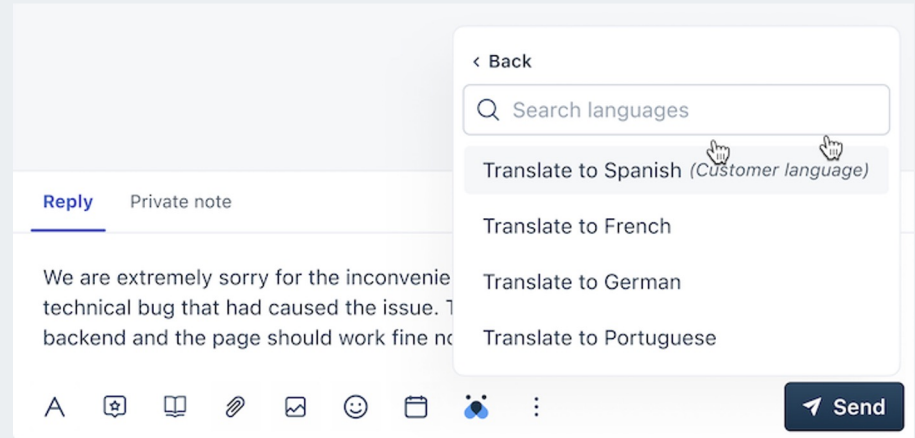 Back
Search languages
Translate to Spanish (Customer language)
Translate to French
Translate to German
Translate to Portuguese
Reply
Private note
We are extremely sorry for the
technical bug that had caused the issue.
backend and the page should work fine
Send